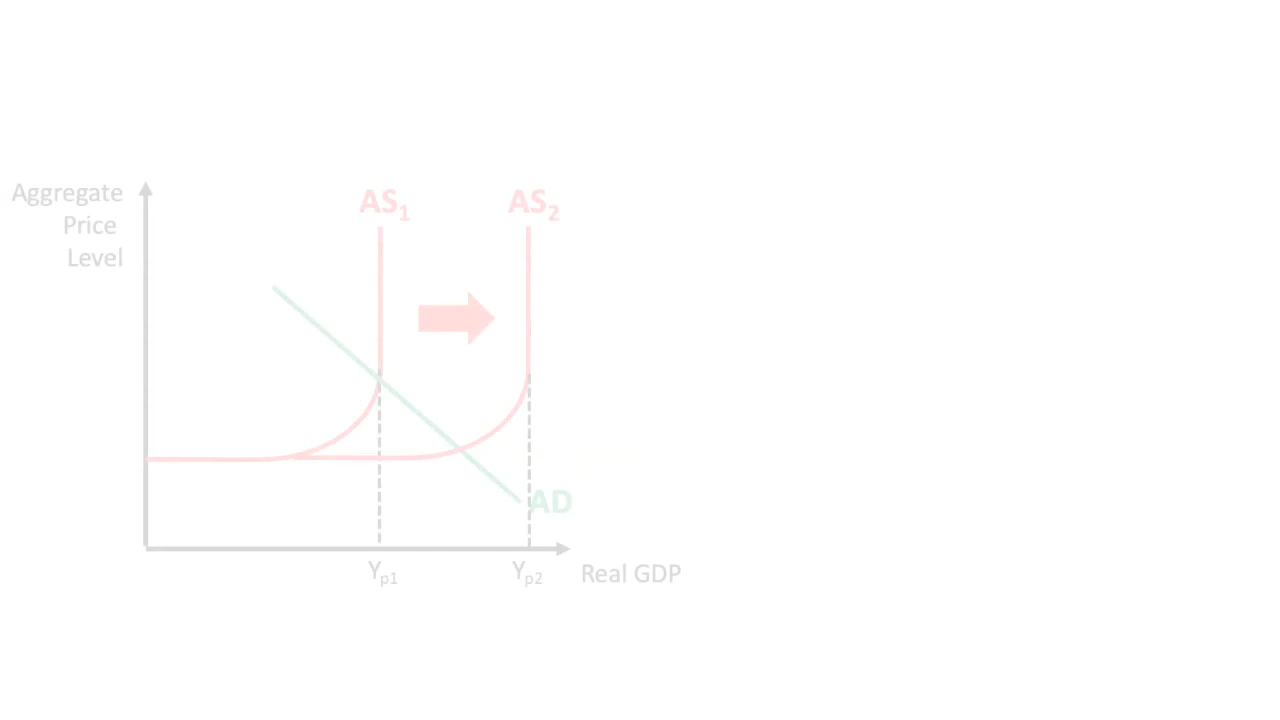 Aggregate
Price
Level
AS₁
AS₂
AD
Yₚ₁
Yₚ₂
Real GDP